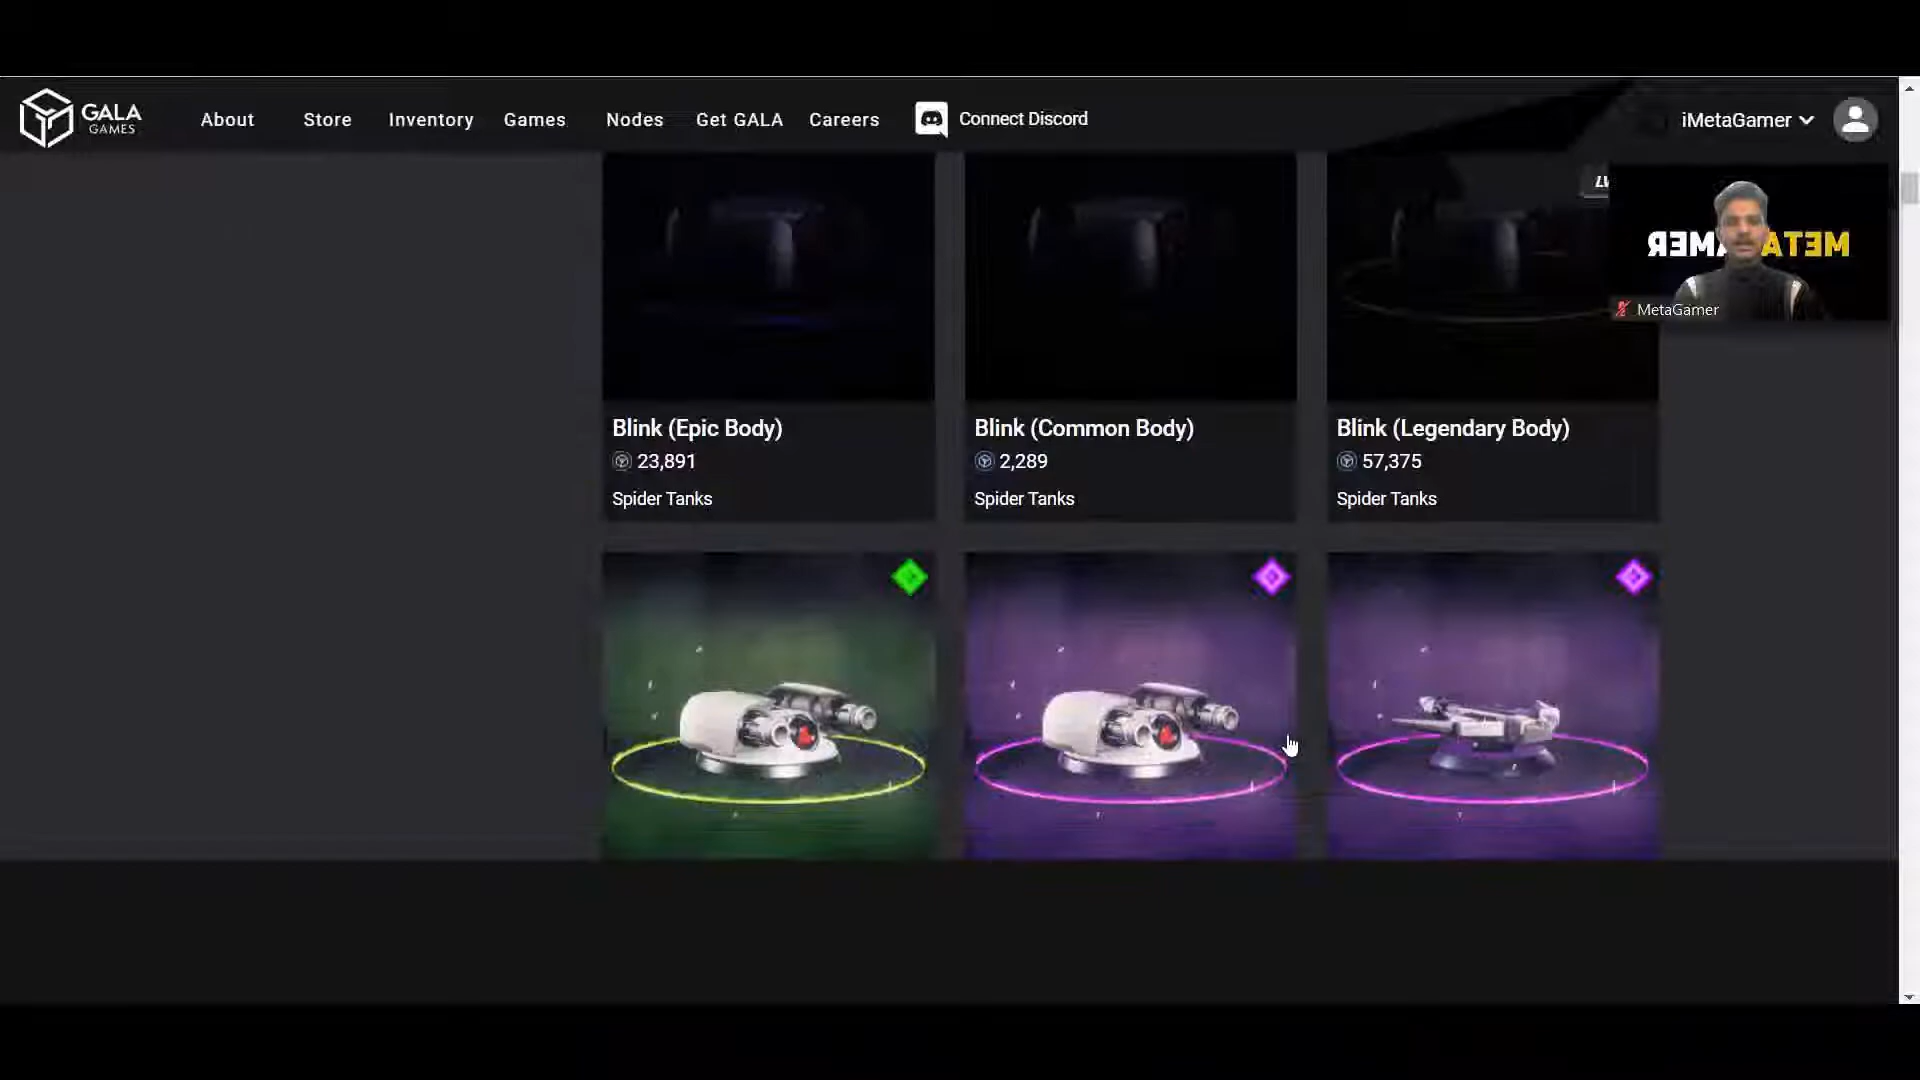 GALA
GAMES
About
Store
Inventory
Games
Nodes
Get GALA
Careers
Connect Discord
iMetaGamer
METAGAMER
MetaGamer
Blink (Epic Body)
23,891
Spider Tanks
Blink (Common Body)
2,289
Spider Tanks
Blink (Legendary Body)
57,375
Spider Tanks